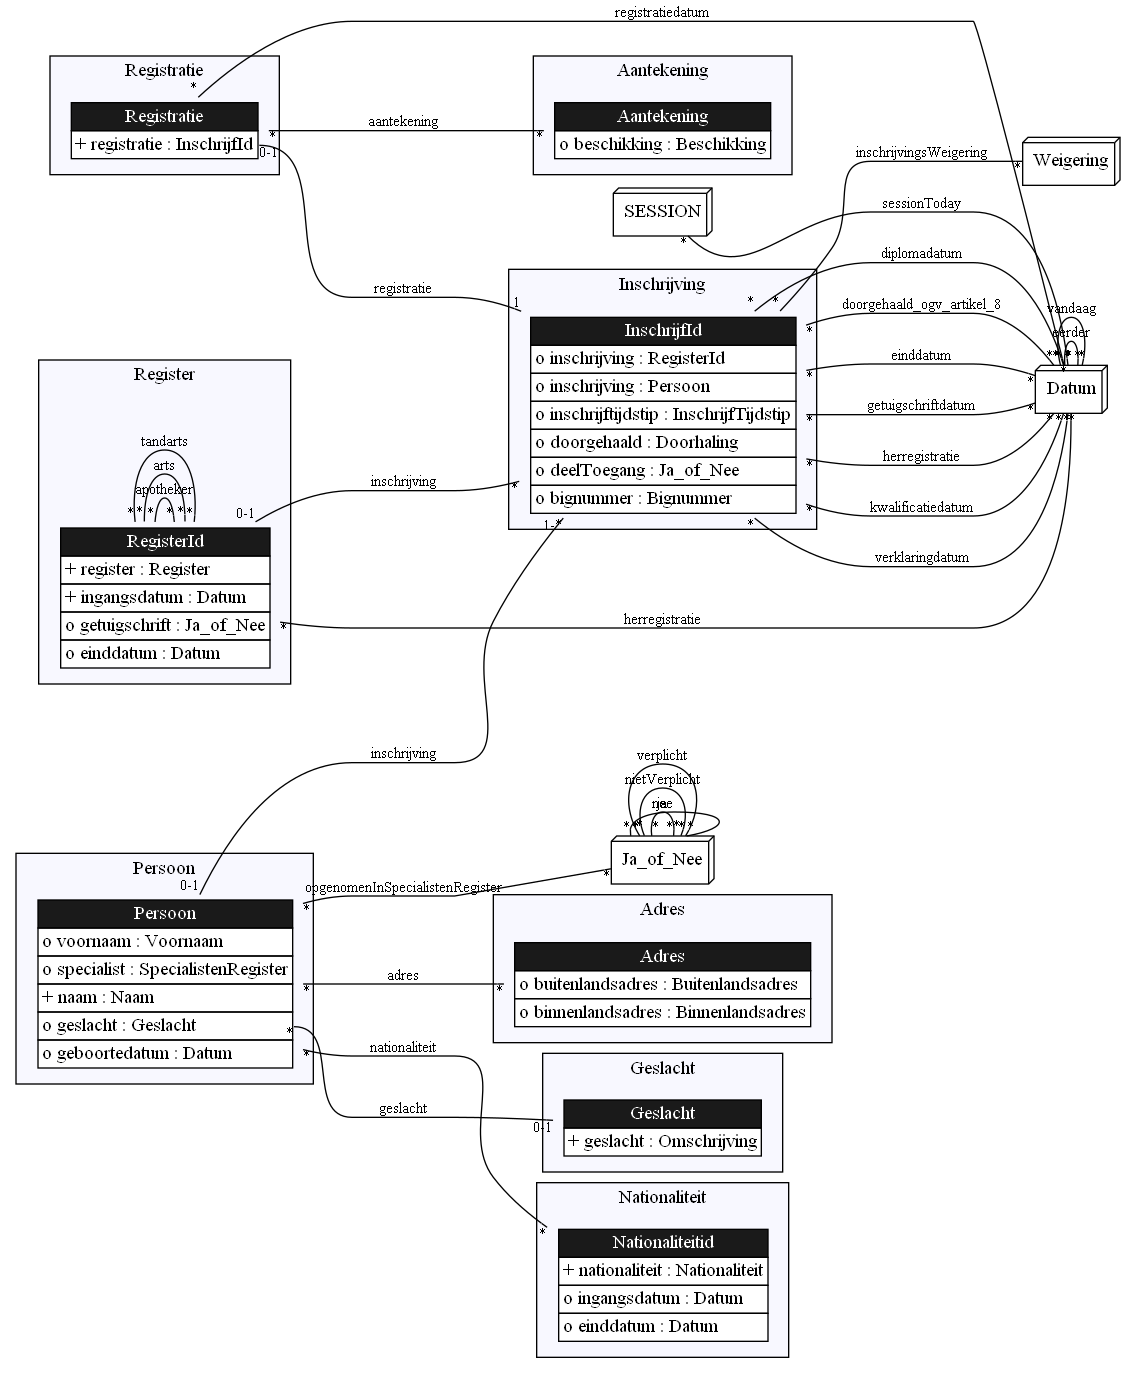 registratiedatum
Registratie
*
Registratie
+ registratie : InschrijfId
0-1
*
aantekening
*
Aantekening
Aantekening
o beschikking : Beschikking
inschrijvingsWeigering
*
Weigering
SESSION
*
sessionToday
registratie
1
Inschrijving
* *
InschrijfId
o inschrijving : RegisterId
o inschrijving : Persoon
o inschrijftijdstip : InschrijfTijdstip
o doorgehaald : Doorhaling
o deelToegang : Ja_of_Nee
o bignummer : Bignummer
diplomadatum
doorgehaald_ogv_artikel_8
*
einddatum
*
*
getuigschriftdatum
*
*
herregistratie
*
kwalificatiedatum
*
verklaringdatum
*
vandaag
eerder
Datum
Register
tandarts
arts
apotheker
* * * * * *
RegisterId
+ register : Register
+ ingangsdatum : Datum
o getuigschrift : Ja_of_Nee
o einddatum : Datum
0-1
inschrijving
*
1-*
*
herregistratie
inschrijving
verplicht
nietVerplicht
Ja_of_Nee
Persoon
0-1
Persoon
o voornaam : Voornaam
o specialist : SpecialistenRegister
+ naam : Naam
o geslacht : Geslacht
o geboortedatum : Datum
opgenomenInSpecialistenRegister
*
*
adres
*
*
Adres
Adres
o buitenlandsadres : Buitenlandsadres
o binnenlandsadres : Binnenlandsadres
*
*
nationaliteit
geslacht
0-1
Geslacht
Geslacht
+ geslacht : Omschrijving
Nationaliteit
*
Nationaliteitid
+ nationaliteit : Nationaliteit
o ingangsdatum : Datum
o einddatum : Datum